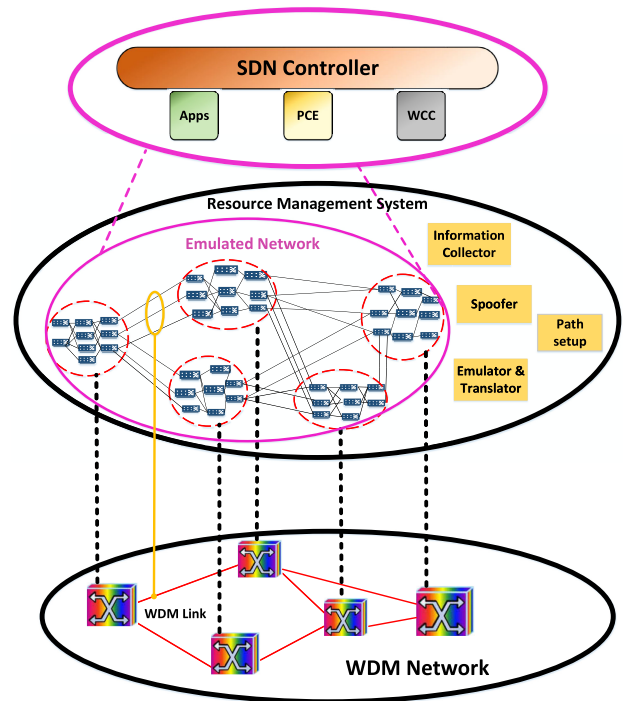 SDN Controller
Apps
PCE
WCC
Resource Management System
Emulated Network
Information
Collector
Spoofer
Path
setup
Emulator &
Translator
WDM Link
WDM Network